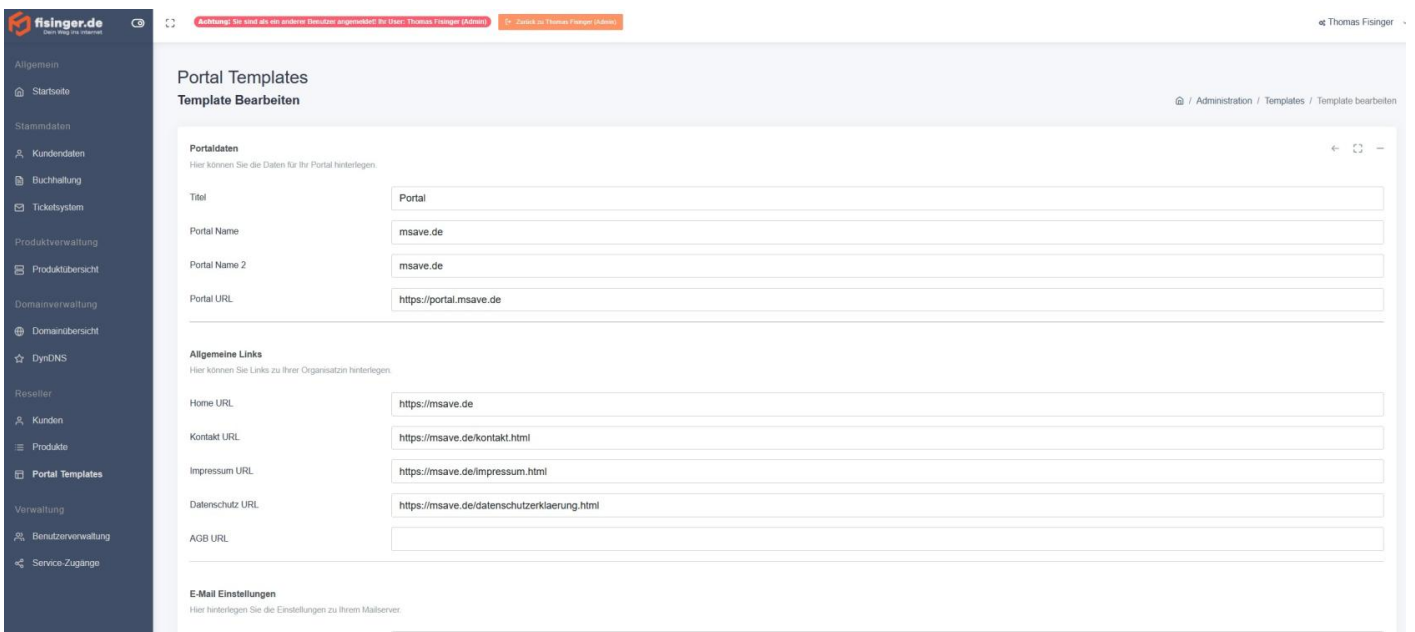 fisinger.de
Dein Weg ins Internet
Achtung: Sie sind als ein anderer Benutzer angemeldet! Ihr User: Thomas Fisinger (Admin)
Zurück zu Thomas Fisinger (Admin)
Thomas Fisinger
Allgemein
Startseite
Stammdaten
Kundendaten
Buchhaltung
Ticketsystem
Produktverwaltung
Produktübersicht
Domainverwaltung
Domainübersicht
DynDNS
Reseller
Kunden
Produkte
Portal Templates
Verwaltung
Benutzerverwaltung
Service-Zugänge
Portal Templates
Template Bearbeiten
/ Administration / Templates / Template bearbeiten
Portaldaten
Hier können Sie die Daten für Ihr Portal hinterlegen.
Titel Portal
Portal Name msave.de
Portal Name 2 msave.de
Portal URL https://portal.msave.de
Allgemeine Links
Hier können Sie Links zu Ihrer Organisatzin hinterlegen.
Home URL https://msave.de
Kontakt URL https://msave.de/kontakt.html
Impressum URL https://msave.de/impressum.html
Datenschutz URL https://msave.de/datenschutzerklaerung.html
AGB URL
E-Mail Einstellungen
Hier hinterlegen Sie die Einstellungen zu Ihrem Mailserver.